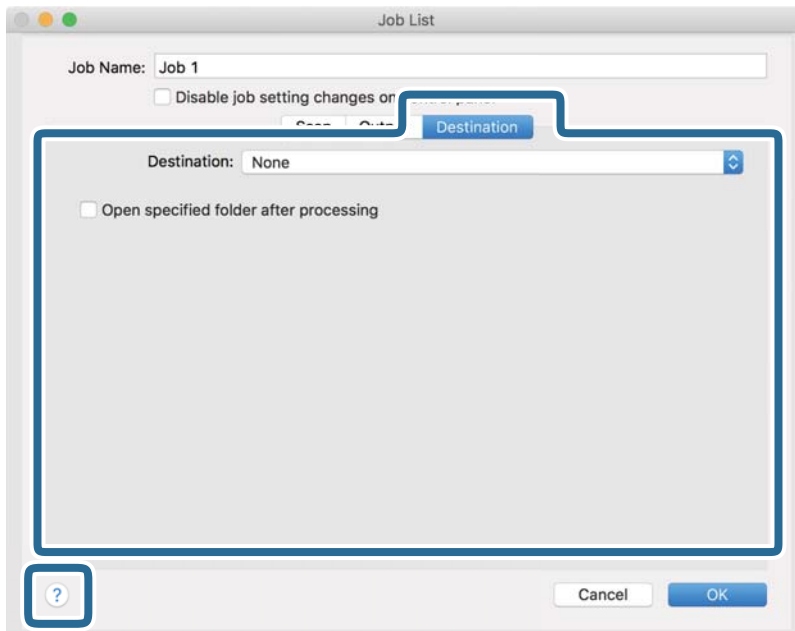 Job List
Job Name: Job 1
Disable job setting changes on
Destination
Destination: None
Open specified folder after processing
? Cancel OK